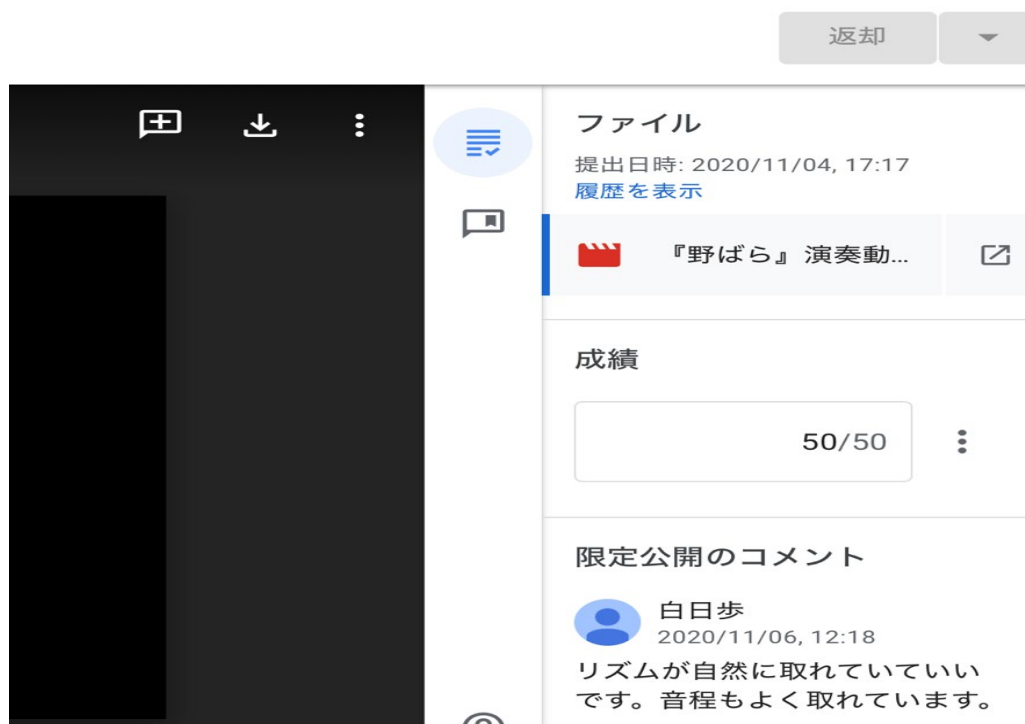 返却
ファイル
提出日時: 2020/11/04, 17:17
履歴を表示
『野ばら』演奏動...
成績
50/50
限定公開のコメント
白日歩
2020/11/06, 12:18
リズムが自然に取れていていい
です。音程もよく取れています。